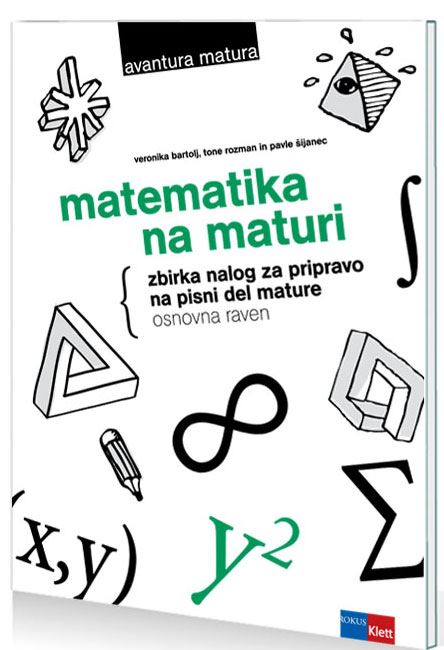 avantura matura
veronika bartolj, tone rozman in pavle šijanec
matematika
na maturi
{ zbirka nalog za pripravo
na pisni del mature
osnovna raven
∫
∞
(x,y)
y²
Σ
ROKUS
Klett